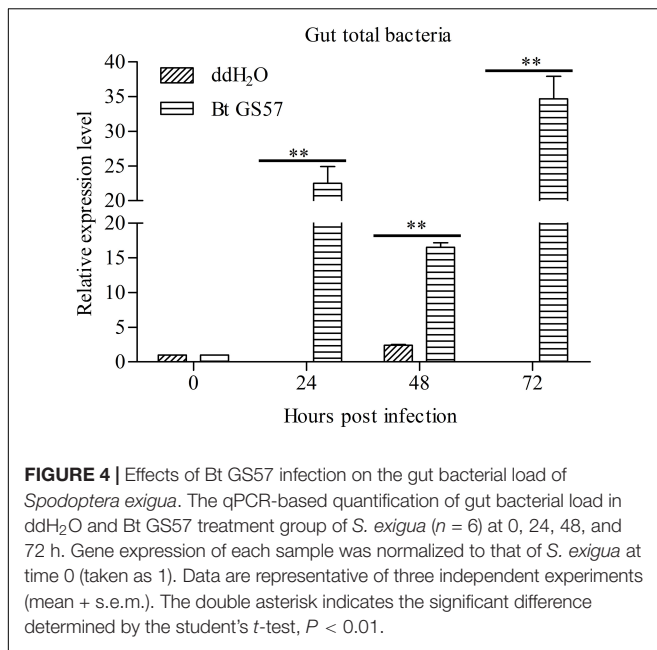 Gut total bacteria
40
35
30
25
20
20
15
10
5
0
Relative expression level
ddH₂O
Bt GS57
**
**
**
0 24 48 72
Hours post infection
FIGURE 4 | Effects of Bt GS57 infection on the gut bacterial load of
Spodoptera exigua. The qPCR-based quantification of gut bacterial load in
ddH₂O and Bt GS57 treatment group of S. exigua (n = 6) at 0, 24, 48, and
72 h. Gene expression of each sample was normalized to that of S. exigua at
time 0 (taken as 1). Data are representative of three independent experiments
(mean + s.e.m.). The double asterisk indicates the significant difference
determined by the student's t-test, P < 0.01.